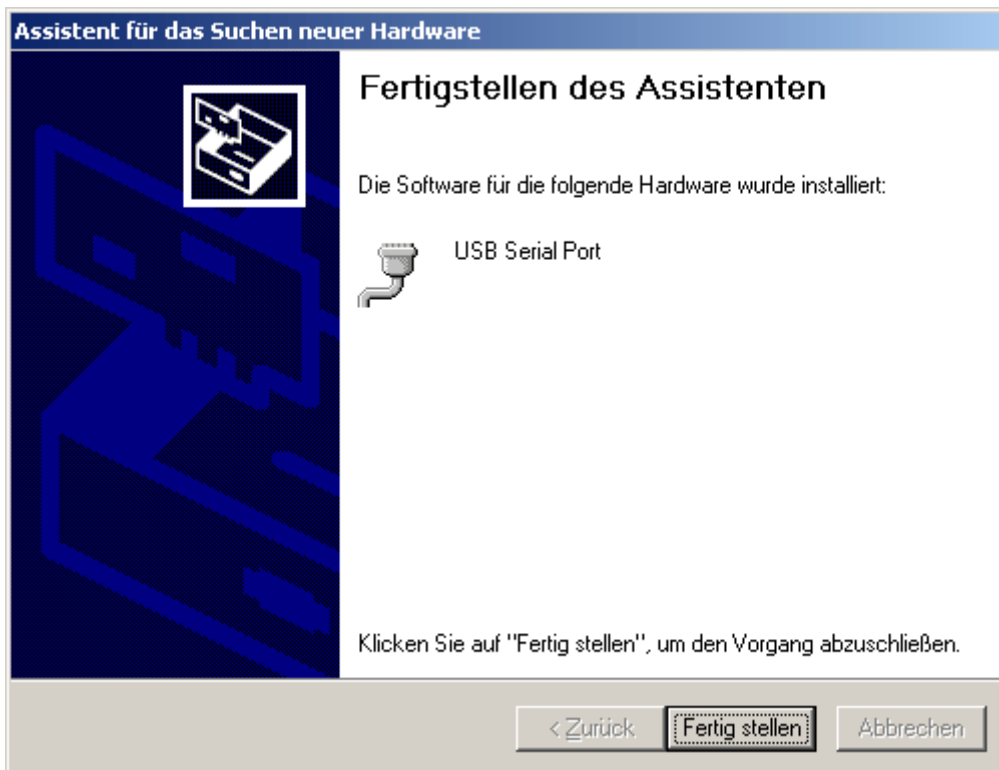 Assistent für das Suchen neuer Hardware
Fertigstellen des Assistenten
Die Software für die folgende Hardware wurde installiert:
USB Serial Port
Klicken Sie auf "Fertig stellen", um den Vorgang abzuschließen.
< Zurück Fertig stellen Abbrechen